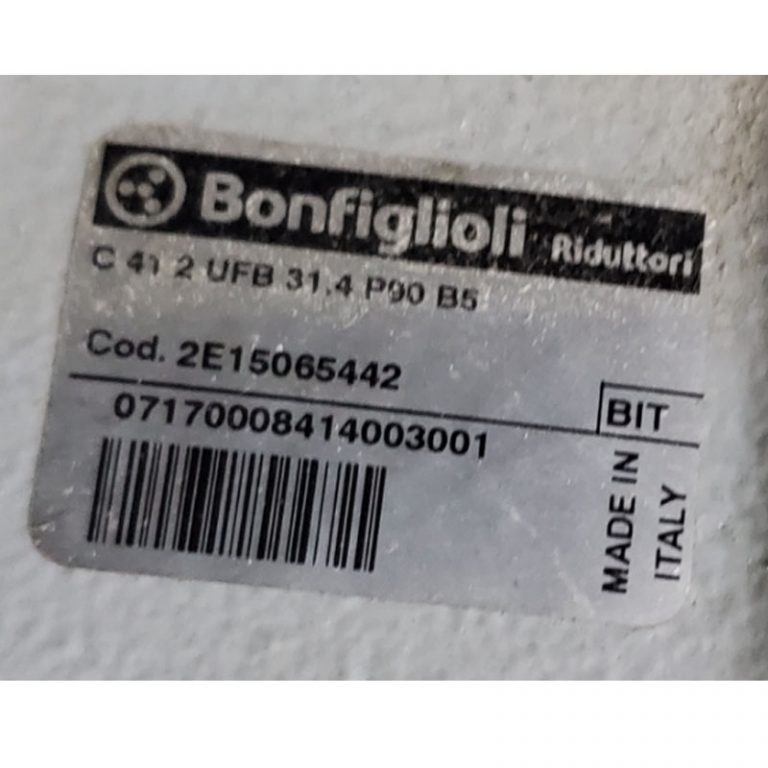 Bonfiglioli Riduttori
C 41 2 UFB 31.4 P90 B5
Cod. 2E15065442
BIT
07170008414003001
MADE IN
ITALY